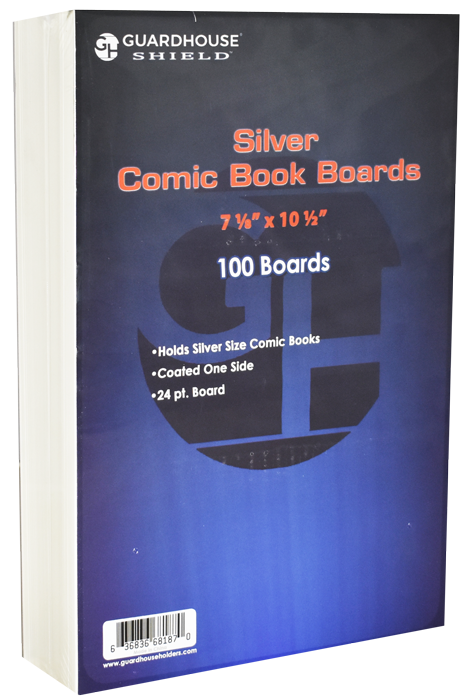 GUARDHOUSE®
SHIELD™
Silver
Comic Book Boards
7 ⅛" x 10 ½"
100 Boards
•Holds Silver Size Comic Books
•Coated One Side
•24 pt. Board
6 36836 68187 0
www.guardhouseholders.com